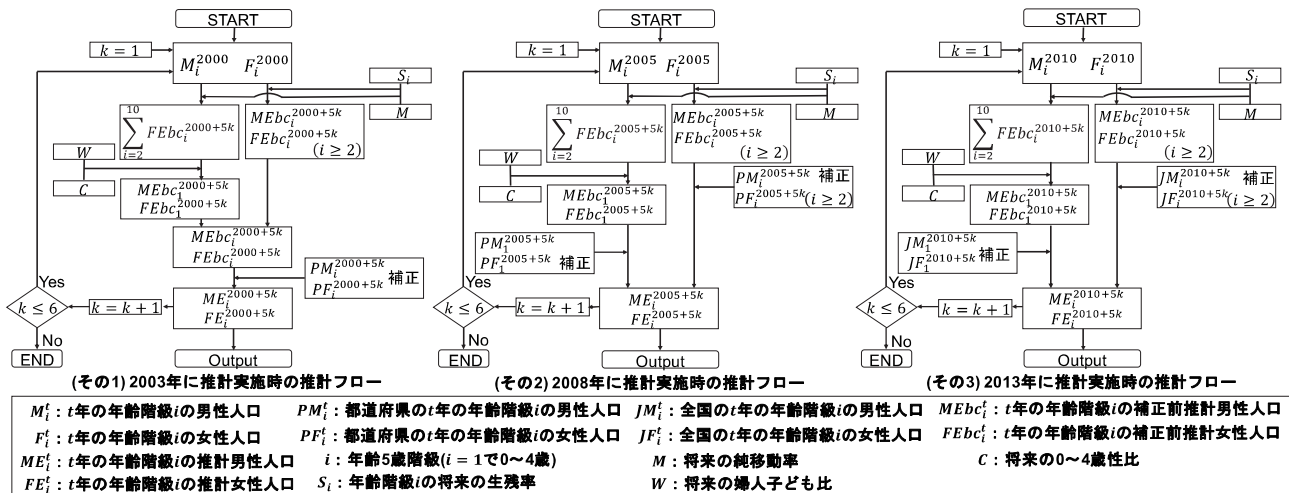 START
k = 1
M_i^{2000} F_i^{2000}
S_i
M
\sum_{i=2}^{10} FEbc_i^{2000+5k}
MEbc_i^{2000+5k}
FEbc_i^{2000+5k}
(i ≥ 2)
W
C
MEbc_1^{2000+5k}
FEbc_1^{2000+5k}
MEbc_i^{2000+5k}
FEbc_i^{2000+5k}
PM_i^{2000+5k} 補正
PF_i^{2000+5k}
Yes
k ≤ 6
k = k + 1
ME_i^{2000+5k}
FE_i^{2000+5k}
No
END
Output
(その1) 2003年に推計実施時の推計フロー
START
k = 1
M_i^{2005} F_i^{2005}
S_i
M
\sum_{i=2}^{10} FEbc_i^{2005+5k}
MEbc_i^{2005+5k}
FEbc_i^{2005+5k}
(i ≥ 2)
W
C
PM_i^{2005+5k} 補正
PF_i^{2005+5k}(i ≥ 2)
MEbc_1^{2005+5k}
FEbc_1^{2005+5k}
PM_1^{2005+5k}
PF_1^{2005+5k} 補正
Yes
k ≤ 6
k = k + 1
ME_i^{2005+5k}
FE_i^{2005+5k}
No
END
Output
(その2) 2008年に推計実施時の推計フロー
START
k = 1
M_i^{2010} F_i^{2010}
S_i
M
\sum_{i=2}^{10} FEbc_i^{2010+5k}
MEbc_i^{2010+5k}
FEbc_i^{2010+5k}
(i ≥ 2)
W
C
JM_i^{2010+5k} 補正
JF_i^{2010+5k}(i ≥ 2)
MEbc_1^{2010+5k}
FEbc_1^{2010+5k}
JM_1^{2010+5k}
JF_1^{2010+5k} 補正
Yes
k ≤ 6
k = k + 1
ME_i^{2010+5k}
FE_i^{2010+5k}
No
END
Output
(その3) 2013年に推計実施時の推計フロー
M_i^t：t年の年齢階級iの男性人口
F_i^t：t年の年齢階級iの女性人口
ME_i^t：t年の年齢階級iの推計男性人口
FE_i^t：t年の年齢階級iの推計女性人口
PM_i^t：都道府県のt年の年齢階級iの男性人口
PF_i^t：都道府県のt年の年齢階級iの女性人口
i：年齢5歳階級(i = 1で0～4歳)
S_i：年齢階級iの将来の生残率
JM_i^t：全国のt年の年齢階級iの男性人口
JF_i^t：全国のt年の年齢階級iの女性人口
M：将来の純移動率
W：将来の婦人子ども比
MEbc_i^t：t年の年齢階級iの補正前推計男性人口
FEbc_i^t：t年の年齢階級iの補正前推計女性人口
C：将来の0～4歳性比